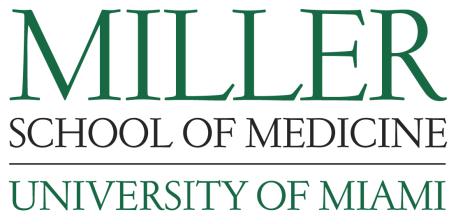 MILLER
SCHOOL OF MEDICINE
UNIVERSITY OF MIAMI